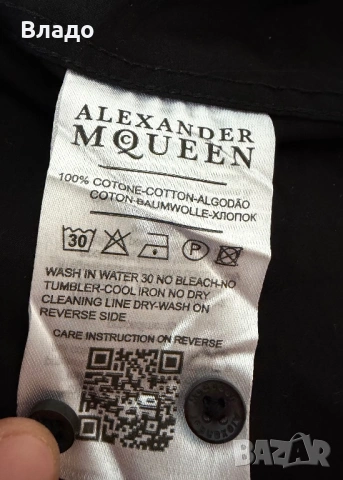 Владо
ALEXANDER
McQUEEN
100% COTONE-COTTON-ALGODÃO
COTON-BAUMWOLLE-ХЛОПОК
30 P
WASH IN WATER 30 NO BLEACH-NO
TUMBLER-COOL IRON NO DRY
CLEANING LINE DRY-WASH ON
REVERSE SIDE
CARE INSTRUCTION ON REVERSE
BAZAR